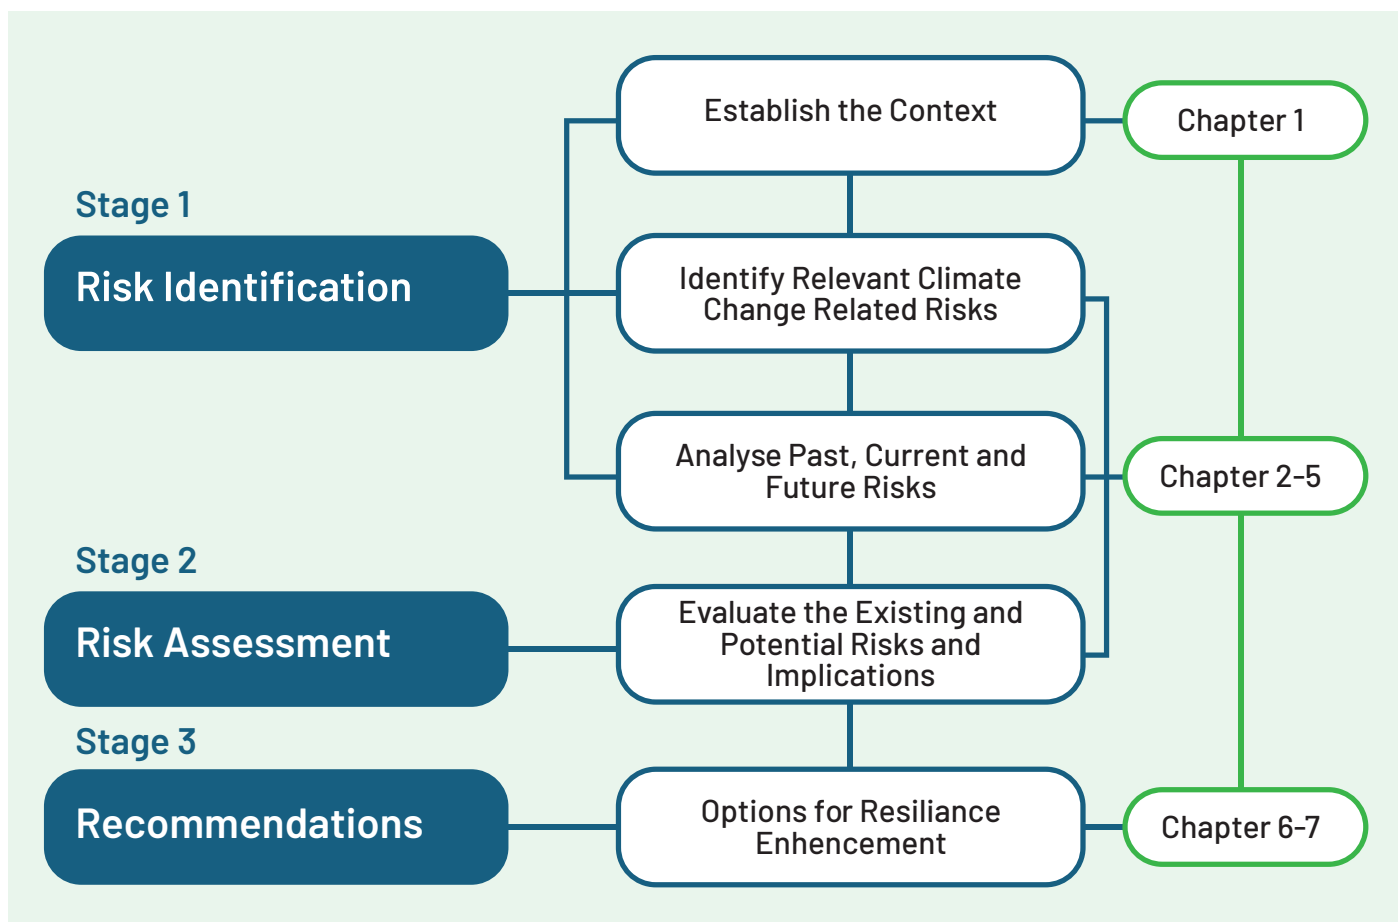 Establish the Context
Chapter 1
Stage 1
Risk Identification
Identify Relevant Climate
Change Related Risks
Analyse Past, Current and
Future Risks
Chapter 2-5
Stage 2
Risk Assessment
Evaluate the Existing and
Potential Risks and
Implications
Stage 3
Recommendations
Options for Resiliance
Enhencement
Chapter 6-7